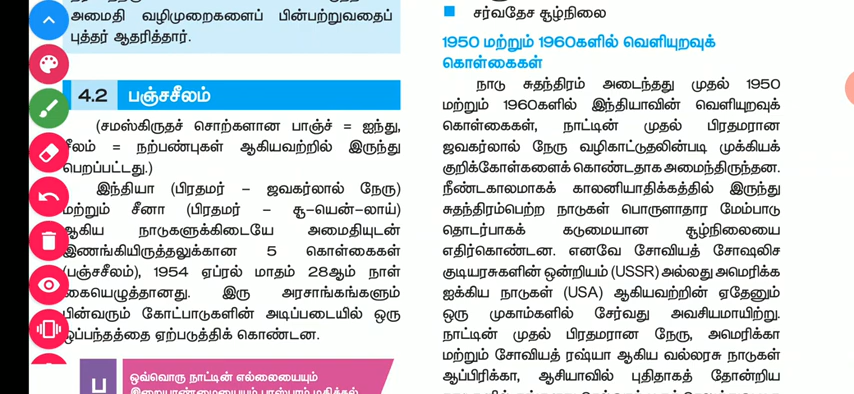 அமைதி வழிமுறைகளைப் பின்பற்றுவதைப்
புத்தர் ஆதரித்தார்.
4.2 பஞ்சசீலம்
(சமஸ்கிருதச் சொற்களான பாஞ்ச் = ஐந்து,
சீலம் = நற்பண்புகள் ஆகியவற்றில் இருந்து
பெறப்பட்டது.)
இந்தியா (பிரதமர் – ஜவகர்லால் நேரு)
மற்றும் சீனா (பிரதமர் – சூ–யென்–லாய்)
ஆகிய நாடுகளுக்கிடையே அமைதியுடன்
இணங்கியிருத்தலுக்கான 5 கொள்கைகள்
(பஞ்சசீலம்), 1954 ஏப்ரல் மாதம் 28ஆம் நாள்
கையெழுத்தானது. இரு அரசாங்கங்களும்
பின்வரும் கோட்பாடுகளின் அடிப்படையில் ஒரு
ஒப்பந்தத்தை ஏற்படுத்திக் கொண்டன.
ப
ஒவ்வொரு நாட்டின் எல்லையையும்
சர்வதேச சூழ்நிலை
1950 மற்றும் 1960களில் வெளியுறவுக்
கொள்கைகள்
நாடு சுதந்திரம் அடைந்தது முதல் 1950
மற்றும் 1960களில் இந்தியாவின் வெளியுறவுக்
கொள்கைகள், நாட்டின் முதல் பிரதமரான
ஜவகர்லால் நேரு வழிகாட்டுதலின்படி முக்கியக்
குறிக்கோள்களைக் கொண்டதாக அமைந்திருந்தன.
நீண்டகாலமாகக் காலனியாதிக்கத்தில் இருந்து
சுதந்திரம்பெற்ற நாடுகள் பொருளாதார மேம்பாடு
தொடர்பாகக் கடுமையான சூழ்நிலையை
எதிர்கொண்டன. எனவே சோவியத் சோஷலிச
குடியரசுகளின் ஒன்றியம் (USSR) அல்லது அமெரிக்க
ஐக்கிய நாடுகள் (USA) ஆகியவற்றின் ஏதேனும்
ஒரு முகாம்களில் சேர்வது அவசியமாயிற்று.
நாட்டின் முதல் பிரதமரான நேரு, அமெரிக்கா
மற்றும் சோவியத் ரஷ்யா ஆகிய வல்லரசு நாடுகள்
ஆப்பிரிக்கா, ஆசியாவில் புதிதாகத் தோன்றிய